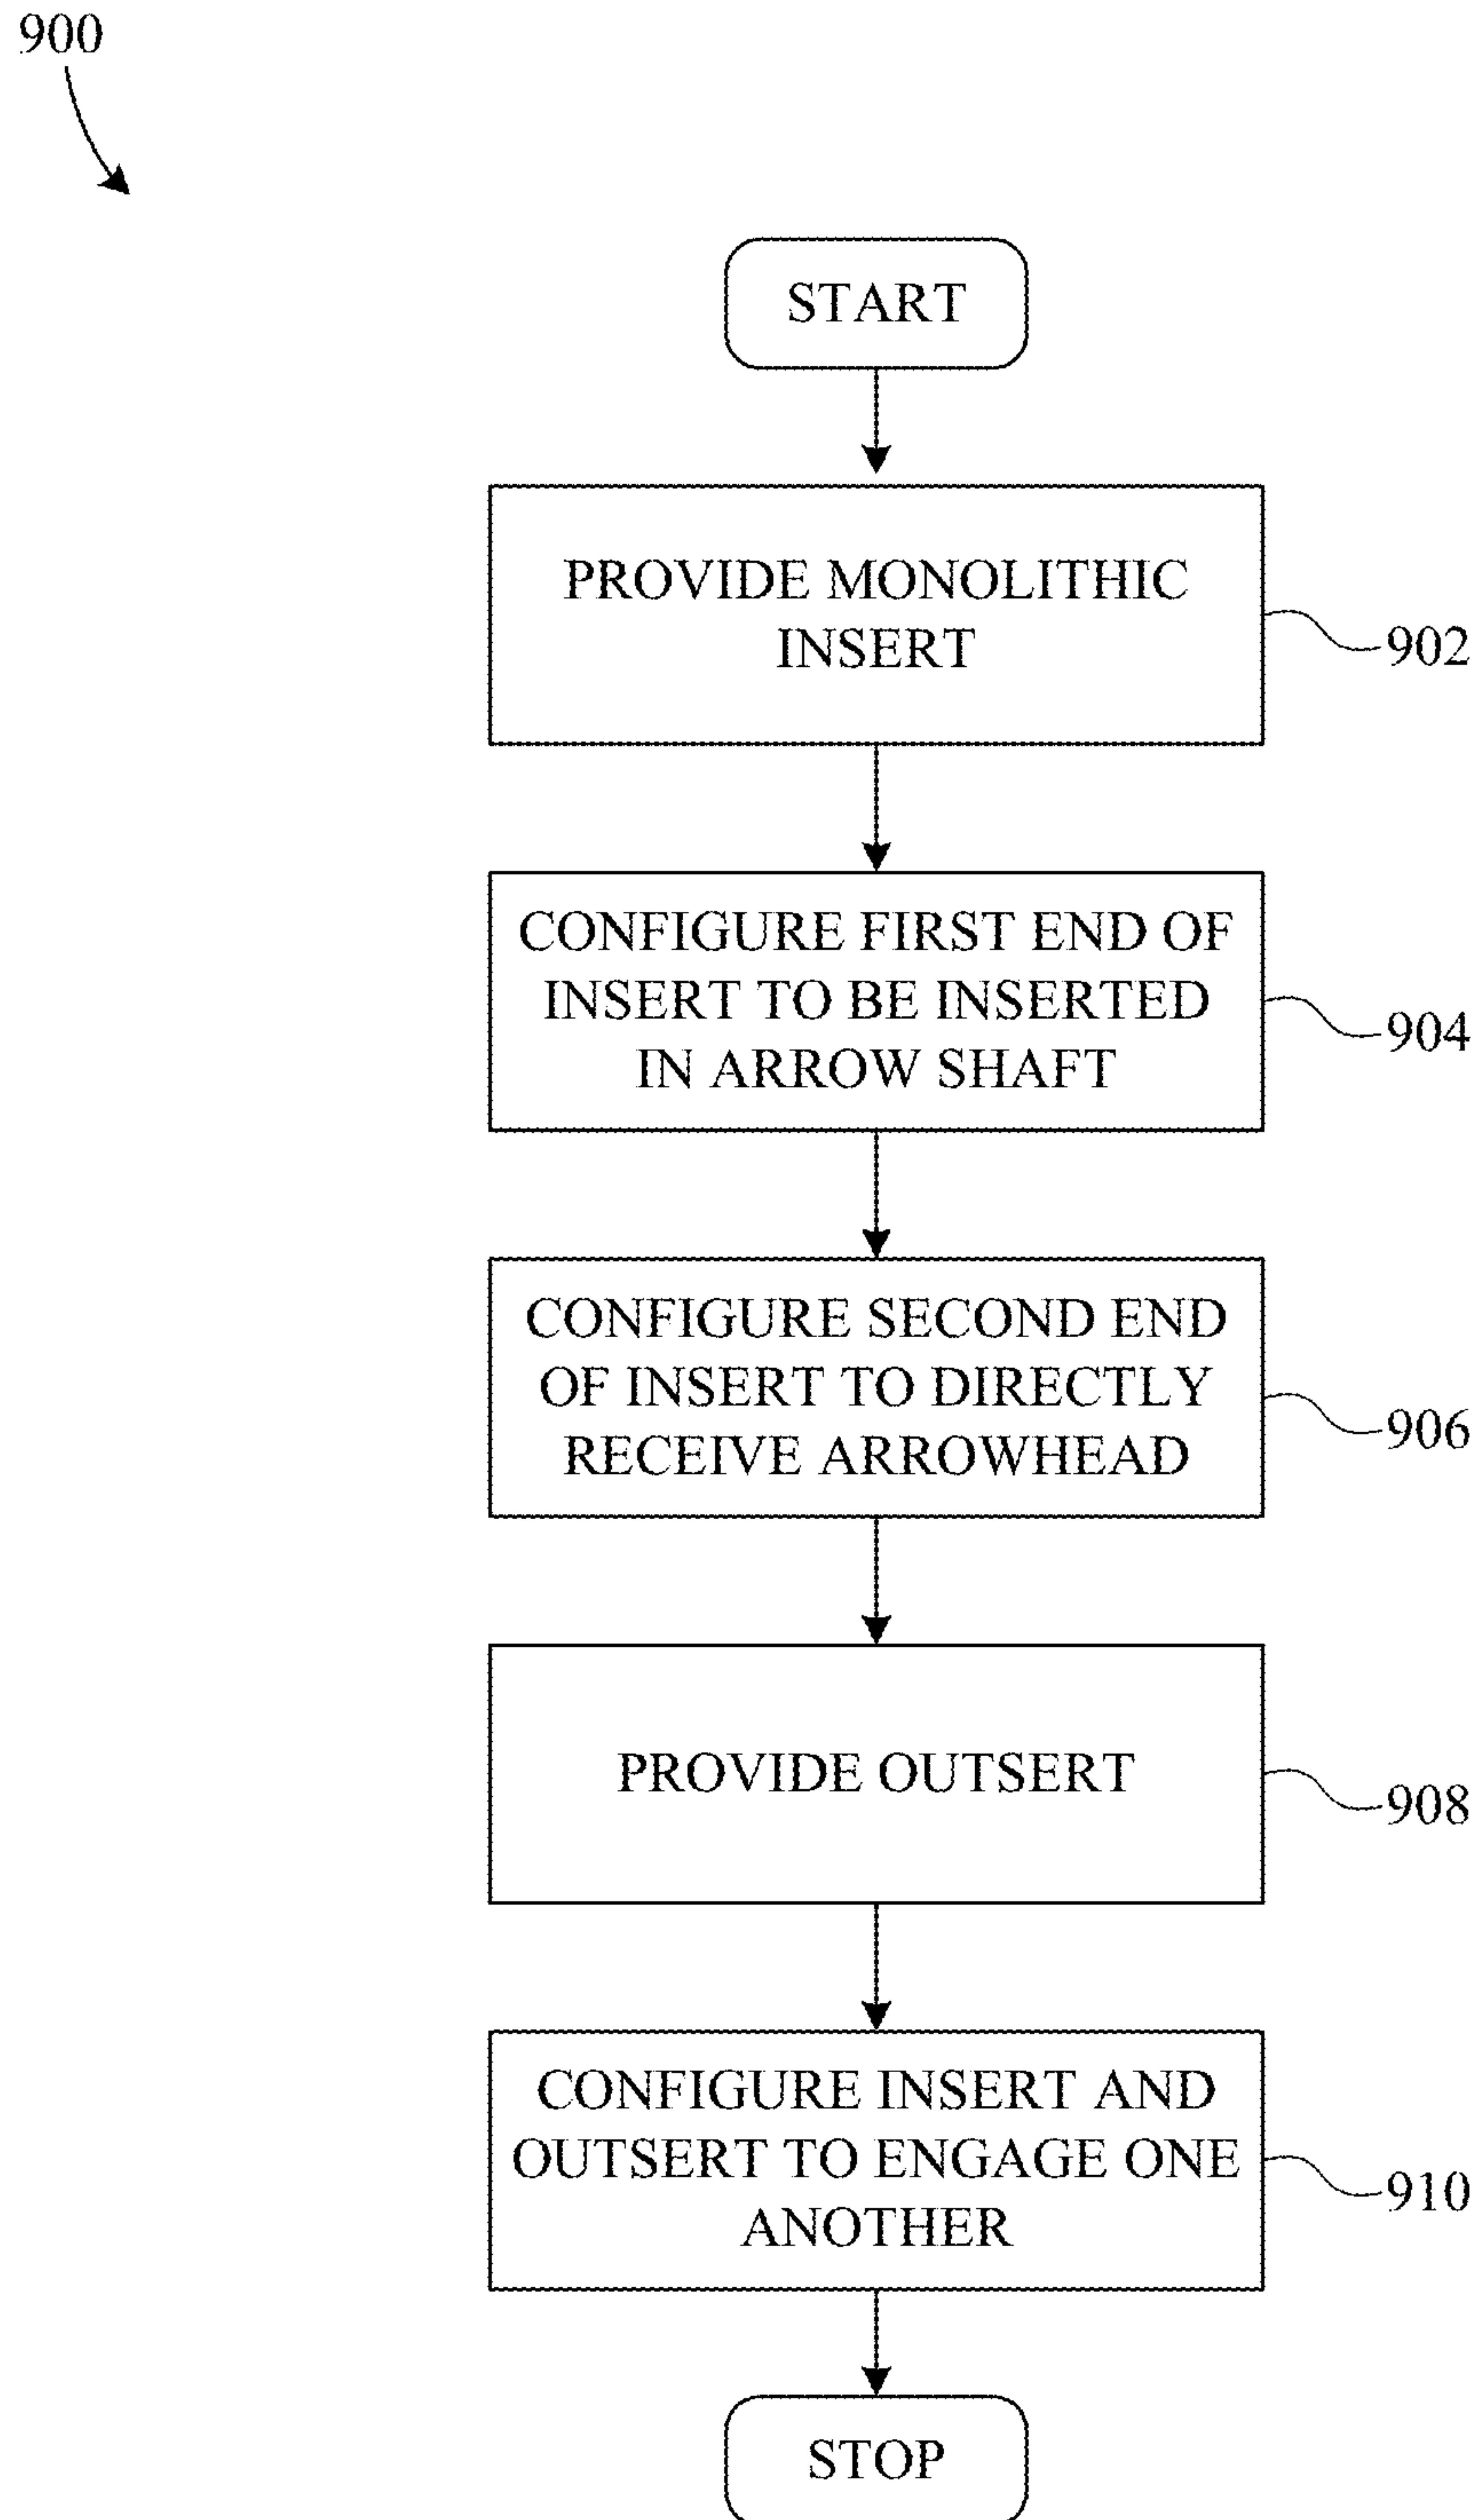 900
START
PROVIDE MONOLITHIC
INSERT
902
CONFIGURE FIRST END OF
INSERT TO BE INSERTED
IN ARROW SHAFT
904
CONFIGURE SECOND END
OF INSERT TO DIRECTLY
RECEIVE ARROWHEAD
906
PROVIDE OUTSERT
908
CONFIGURE INSERT AND
OUTSERT TO ENGAGE ONE
ANOTHER
910
STOP